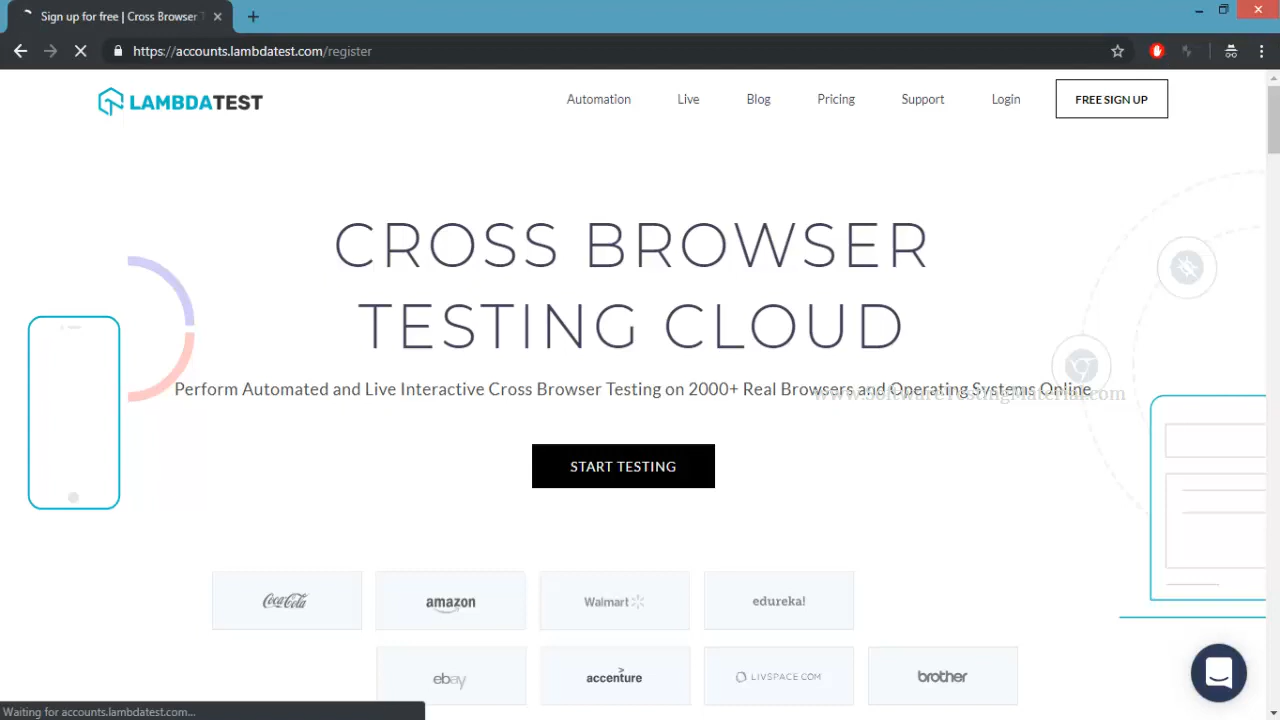 Sign up for free | Cross Browser T
https://accounts.lambdatest.com/register
LAMBDATEST
Automation
Live
Blog
Pricing
Support
Login
FREE SIGN UP
CROSS BROWSER
TESTING CLOUD
Perform Automated and Live Interactive Cross Browser Testing on 2000+ Real Browsers and Operating Systems Online
www.SoftwareTestingMaterial.com
START TESTING
Coca-Cola
amazon
Walmart
edureka!
ebay
accenture
LIVSPACE.COM
brother
Waiting for accounts.lambdatest.com...